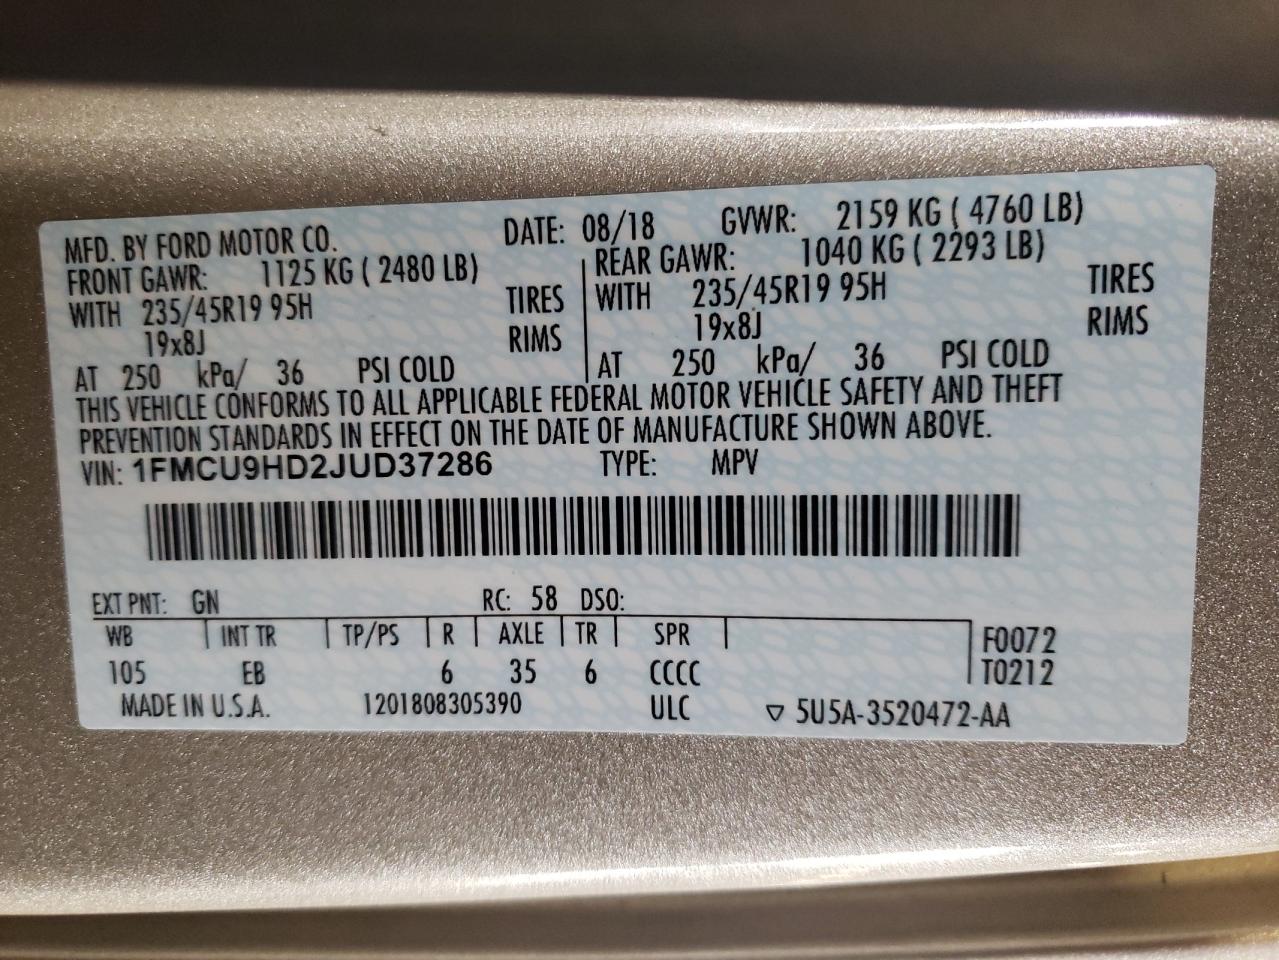 MFD. BY FORD MOTOR CO. DATE: 08/18 GVWR: 2159 KG ( 4760 LB)
FRONT GAWR: 1125 KG ( 2480 LB) REAR GAWR: 1040 KG ( 2293 LB)
WITH 235/45R19 95H TIRES WITH 235/45R19 95H TIRES
19x8J RIMS 19x8J RIMS
AT 250 kPa/ 36 PSI COLD AT 250 kPa/ 36 PSI COLD
THIS VEHICLE CONFORMS TO ALL APPLICABLE FEDERAL MOTOR VEHICLE SAFETY AND THEFT
PREVENTION STANDARDS IN EFFECT ON THE DATE OF MANUFACTURE SHOWN ABOVE.
VIN: 1FMCU9HD2JUD37286 TYPE: MPV
EXT PNT: GN RC: 58 DSO:
WB INT TR TP/PS R AXLE TR SPR F0072
105 EB 6 35 6 CCCC T0212
MADE IN U.S.A. 1201808305390 ULC ▽ 5U5A-3520472-AA